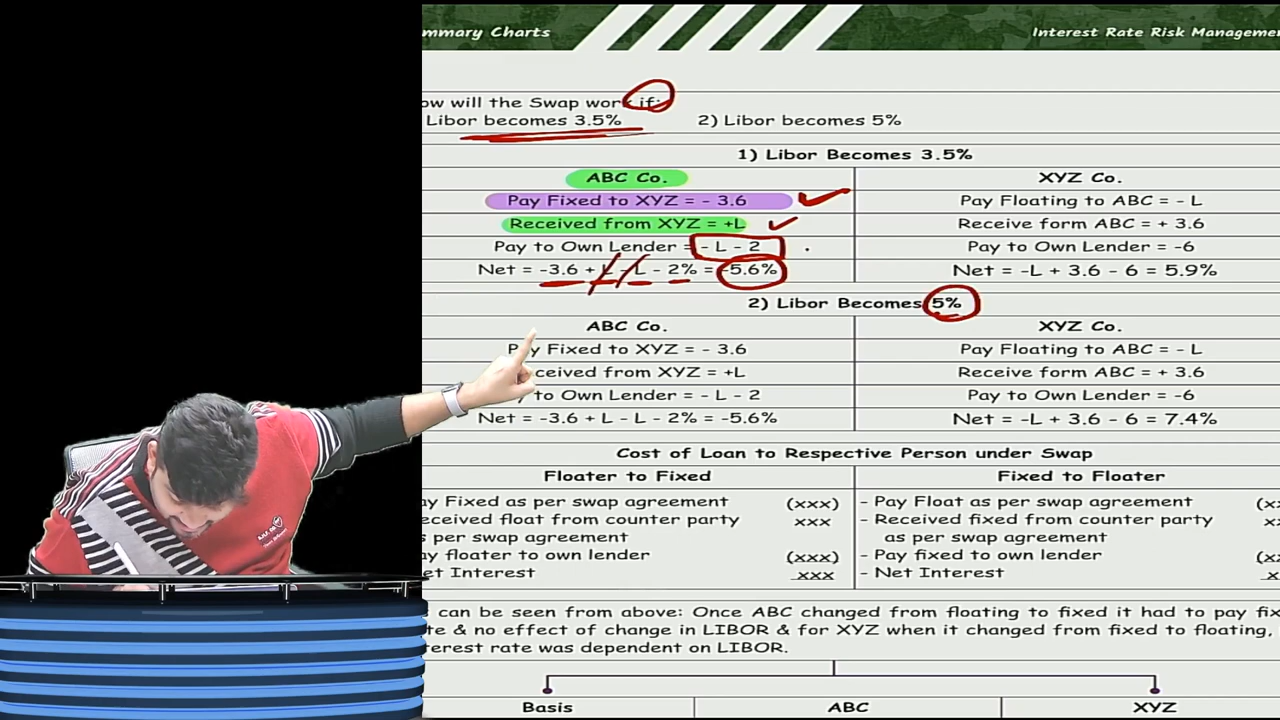 mmary Charts
Interest Rate Risk Managemen
ow will the Swap work if:
Libor becomes 3.5% 2) Libor becomes 5%
1) Libor Becomes 3.5%
ABC Co. XYZ Co.
Pay Fixed to XYZ = - 3.6 Pay Floating to ABC = - L
Received from XYZ = +L Receive form ABC = + 3.6
Pay to Own Lender = - L - 2 Pay to Own Lender = -6
Net = -3.6 + L - L - 2% = -5.6% Net = -L + 3.6 - 6 = 5.9%
2) Libor Becomes 5%
ABC Co. XYZ Co.
Pay Fixed to XYZ = - 3.6 Pay Floating to ABC = - L
eceived from XYZ = +L Receive form ABC = + 3.6
y to Own Lender = - L - 2 Pay to Own Lender = -6
Net = -3.6 + L - L - 2% = -5.6% Net = -L + 3.6 - 6 = 7.4%
Cost of Loan to Respective Person under Swap
Floater to Fixed Fixed to Floater
ay Fixed as per swap agreement (xxx) - Pay Float as per swap agreement (x
eceived float from counter party xxx - Received fixed from counter party x
s per swap agreement as per swap agreement
ay floater to own lender (xxx) - Pay fixed to own lender (x
et Interest xxx - Net Interest x
can be seen from above: Once ABC changed from floating to fixed it had to pay fix
te & no effect of change in LIBOR & for XYZ when it changed from fixed to floating,
terest rate was dependent on LIBOR.
Basis ABC XYZ